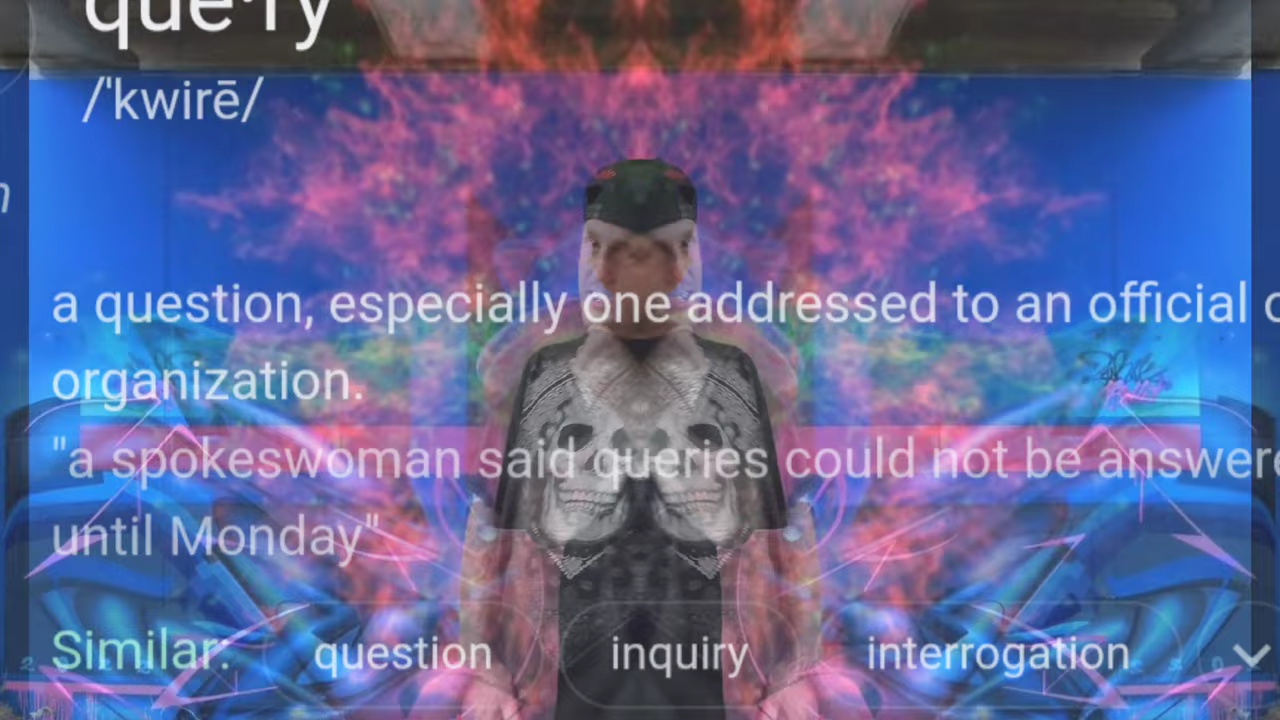 que·ry
/ˈkwirē/
a question, especially one addressed to an official o
organization.
"a spokeswoman said queries could not be answere
until Monday"
Similar: question inquiry interrogation